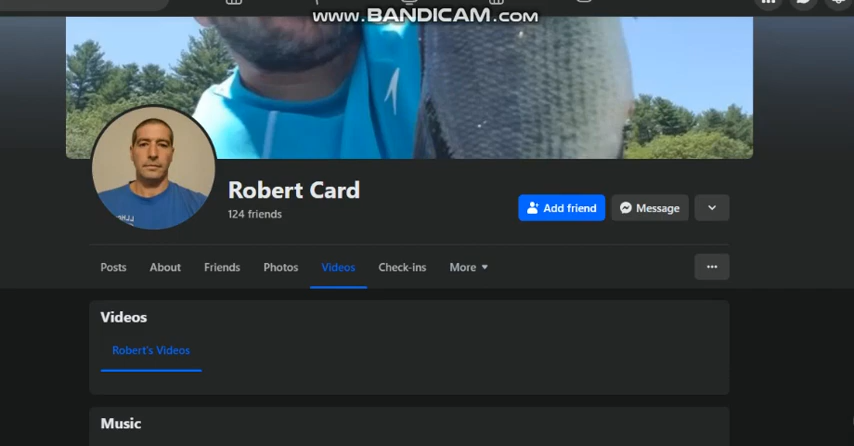 www.BANDICAM.com
Robert Card
124 friends
Add friend
Message
Posts
About
Friends
Photos
Videos
Check-ins
More
Videos
Robert's Videos
Music